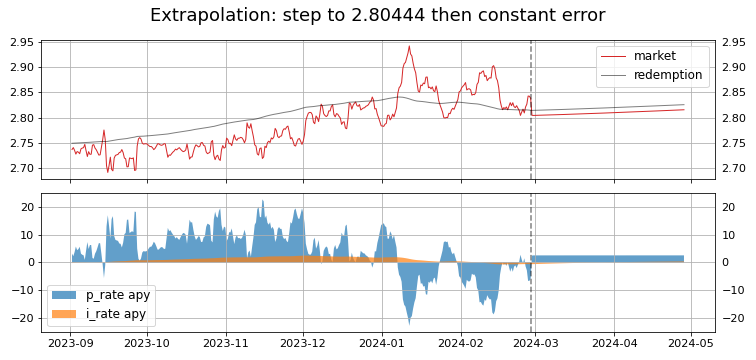 Extrapolation: step to 2.80444 then constant error
2.95 2.95
2.90 2.90
2.85 2.85
2.80 2.80
2.75 2.75
2.70 2.70
market
redemption
20 20
10 10
0 0
−10 −10
−20 −20
p_rate apy
i_rate apy
2023-09 2023-10 2023-11 2023-12 2024-01 2024-02 2024-03 2024-04 2024-05